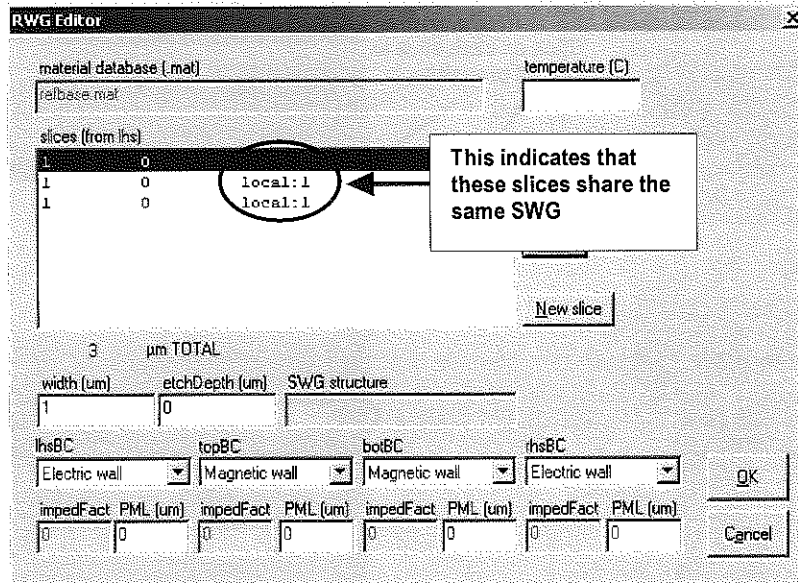 RWG Editor
material database (.mat)
temperature (C)
refbase.mat
slices (from lhs)
1 0
1 0 local:1
1 0 local:1
This indicates that
these slices share the
same SWG
New slice
3 µm TOTAL
width (um) etchDepth (um) SWG structure
1 0
lhsBC topBC botBC rhsBC
Electric wall Magnetic wall Magnetic wall Electric wall
OK
impedFact PML (um) impedFact PML (um) impedFact PML (um) impedFact PML (um)
0 0 0 0 0 0 0 0
Cancel